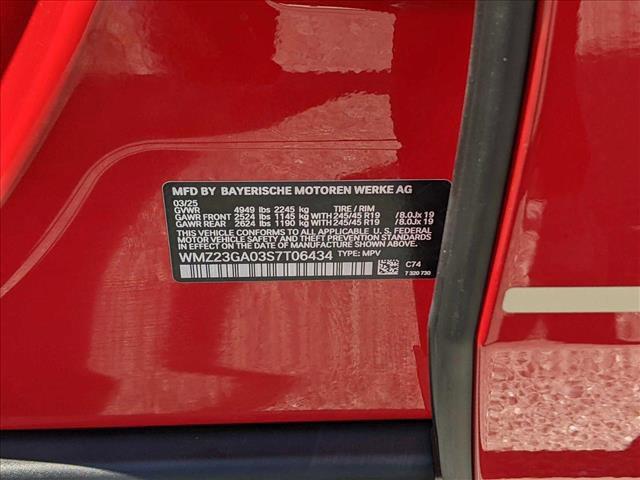 MFD BY BAYERISCHE MOTOREN WERKE AG
03/25
GVWR 4949 lbs 2245 kg TIRE / RIM
GAWR FRONT 2524 lbs 1145 kg WITH 245/45 R19 /8.0Jx 19
GAWR REAR 2624 lbs 1190 kg WITH 245/45 R19 /8.0Jx 19
THIS VEHICLE CONFORMS TO ALL APPLICABLE U. S. FEDERAL
MOTOR VEHICLE SAFETY STANDARDS IN EFFECT ON THE
DATE OF MANUFACTURE SHOWN ABOVE.
WMZ23GA03S7T06434 TYPE: MPV
C74
7 320 730